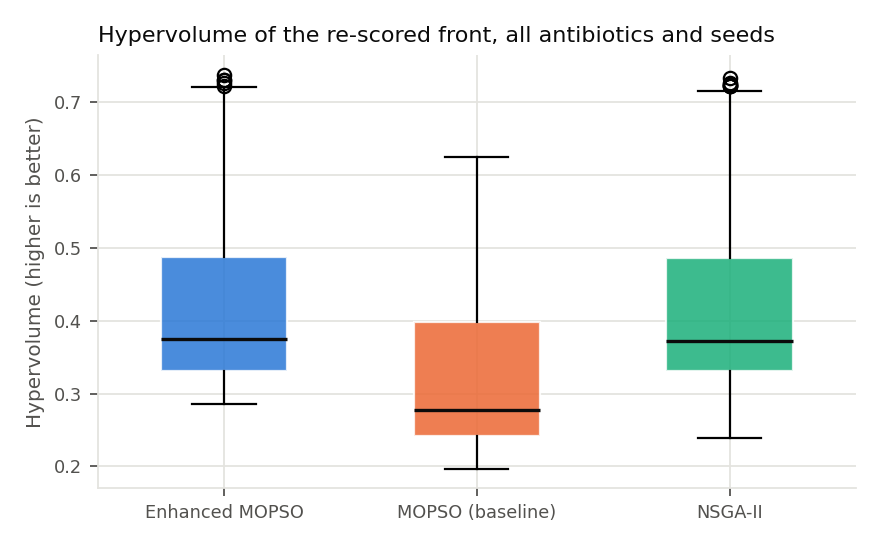 Hypervolume of the re-scored front, all antibiotics and seeds
Hypervolume (higher is better)
0.7
0.6
0.5
0.4
0.3
0.2
Enhanced MOPSO
MOPSO (baseline)
NSGA-II